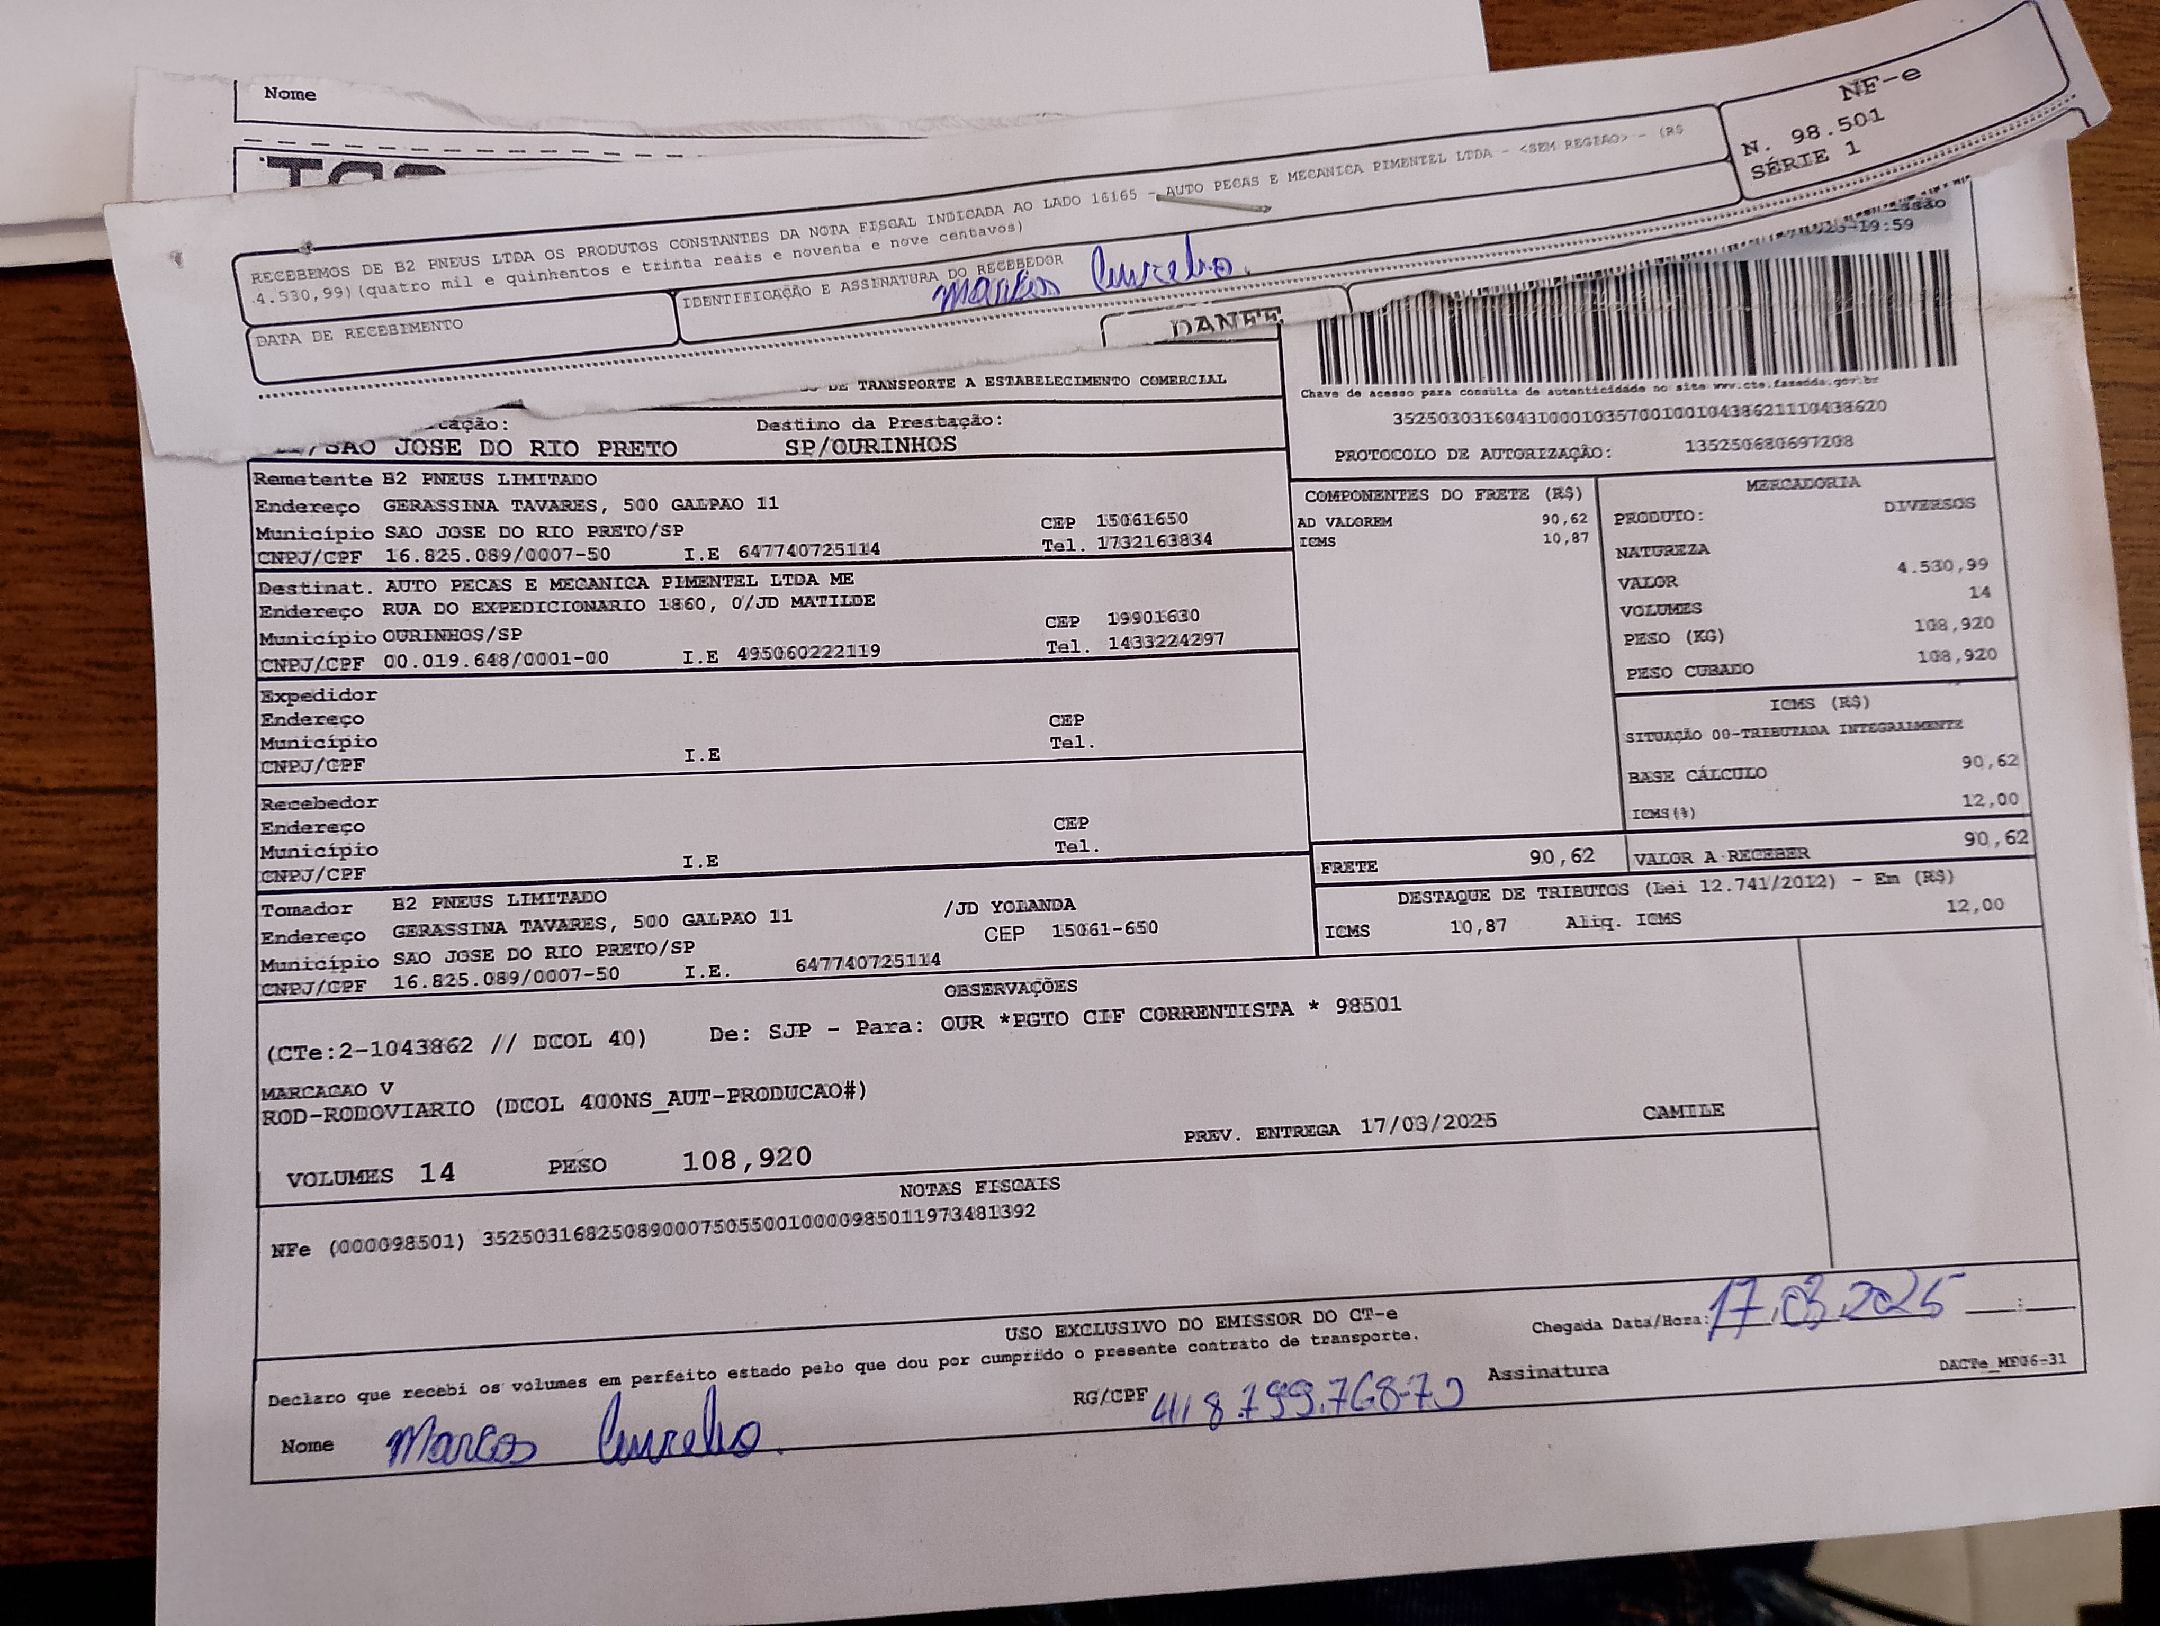 Nome
RECEBEMOS DE B2 PNEUS LTDA OS PRODUTOS CONSTANTES DA NOTA FISCAL INDICADA AO LADO 16165 - AUTO PECAS E MECANICA PIMENTEL LTDA - <SEM REGIAO> - (R$
4.530,99) (quatro mil e quinhentos e trinta reais e noventa e nove centavos)
NF-e
N. 98.501
SÉRIE 1
DATA DE RECEBIMENTO
IDENTIFICAÇÃO E ASSINATURA DO RECEBEDOR
Marcos Aurelio.
DANFE
19:59
DE TRANSPORTE A ESTABELECIMENTO COMERCIAL
Chave de acesso para consulta de autenticidade no site www.cte.fazenda.gov.br
35250303160431000103570010010438621110438620
PROTOCOLO DE AUTORIZAÇÃO: 135250680697208
Destino da Prestação:
/SAO JOSE DO RIO PRETO SP/OURINHOS
Remetente B2 PNEUS LIMITADO
Endereço GERASSINA TAVARES, 500 GALPAO 11
Município SAO JOSE DO RIO PRETO/SP CEP 15061650
CNPJ/CPF 16.825.089/0007-50 I.E 647740725114 Tel. 1732163834
Destinat. AUTO PECAS E MECANICA PIMENTEL LTDA ME
Endereço RUA DO EXPEDICIONARIO 1860, 0/JD MATILDE
Município OURINHOS/SP CEP 19901630
CNPJ/CPF 00.019.648/0001-00 I.E 495060222119 Tel. 1433224297
Expedidor
Endereço CEP
Município Tel.
CNPJ/CPF I.E
Recebedor
Endereço CEP
Município Tel.
CNPJ/CPF I.E
Tomador B2 PNEUS LIMITADO
Endereço GERASSINA TAVARES, 500 GALPAO 11 /JD YOLANDA
Município SAO JOSE DO RIO PRETO/SP CEP 15061-650
CNPJ/CPF 16.825.089/0007-50 I.E. 647740725114
COMPONENTES DO FRETE (R$)
AD VALOREM 90,62
ICMS 10,87
MERCADORIA
PRODUTO: DIVERSOS
NATUREZA
VALOR 4.530,99
VOLUMES 14
PESO (KG) 108,920
PESO CUBADO 108,920
ICMS (R$)
SITUAÇÃO 00-TRIBUTADA INTEGRALMENTE
BASE CÁLCULO 90,62
ICMS(%) 12,00
FRETE 90,62 VALOR A RECEBER 90,62
DESTAQUE DE TRIBUTOS (Lei 12.741/2012) - Em (R$)
ICMS 10,87 Aliq. ICMS 12,00
OBSERVAÇÕES
(CTe:2-1043862 // DCOL 40) De: SJP - Para: OUR *PGTO CIF CORRENTISTA * 98501
MARCACAO V
ROD-RODOVIARIO (DCOL 400NS_AUT-PRODUCAO#)
VOLUMES 14 PESO 108,920 PREV. ENTREGA 17/03/2025 CAMILE
NOTAS FISCAIS
NFe (000098501) 35250316825089000750550010000985011973481392
USO EXCLUSIVO DO EMISSOR DO CT-e
Declaro que recebi os volumes em perfeito estado pelo que dou por cumprido o presente contrato de transporte.
Chegada Data/Hora: 17.03.2025 __:__
Nome Marcos Aurelio. RG/CPF 418.799.768-70 Assinatura
DACTe_MP06-31